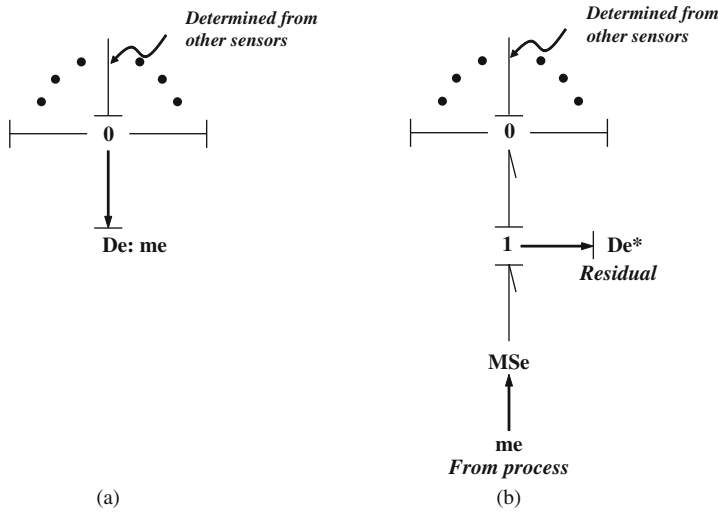 Determined from
other sensors
0
De: me
(a)
Determined from
other sensors
0
1
De*
Residual
MSe
me
From process
(b)